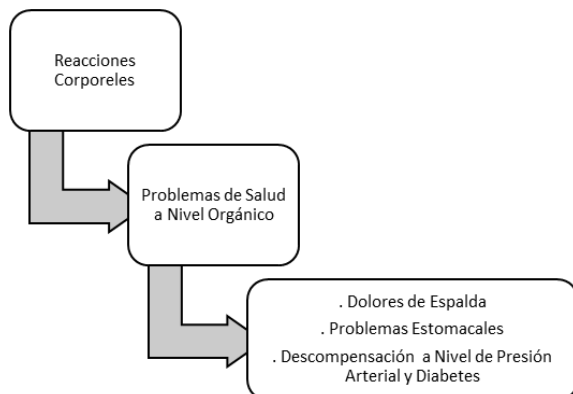 Reacciones
Corporeles
Problemas de Salud
a Nivel Orgánico
. Dolores de Espalda
. Problemas Estomacales
. Descompensación a Nivel de Presión
Arterial y Diabetes